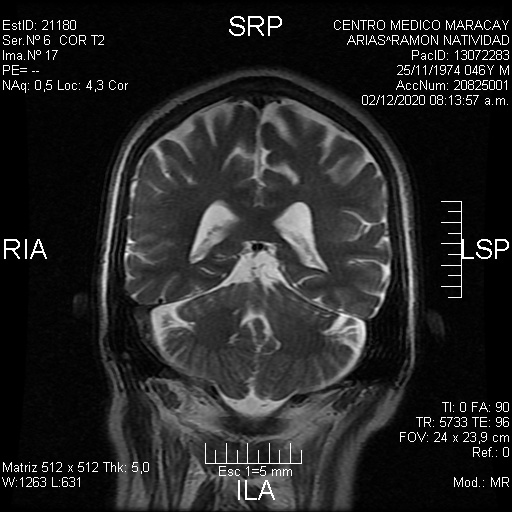 EstID: 21180
Ser.Nº 6 COR T2
Ima.Nº 17
PE= --
NAq: 0,5 Loc: 4,3 Cor
SRP
CENTRO MEDICO MARACAY
ARIAS^RAMON NATIVIDAD
PacID: 13072283
25/11/1974 046Y M
AccNum: 20825001
02/12/2020 08:13:57 a.m.
RIA
LSP
TI: 0 FA: 90
TR: 5733 TE: 96
FOV: 24 x 23,9 cm
Ref.: 0
Mod.: MR
Matriz 512 x 512 Thk: 5,0
W:1263 L:631
Esc 1=5 mm
ILA